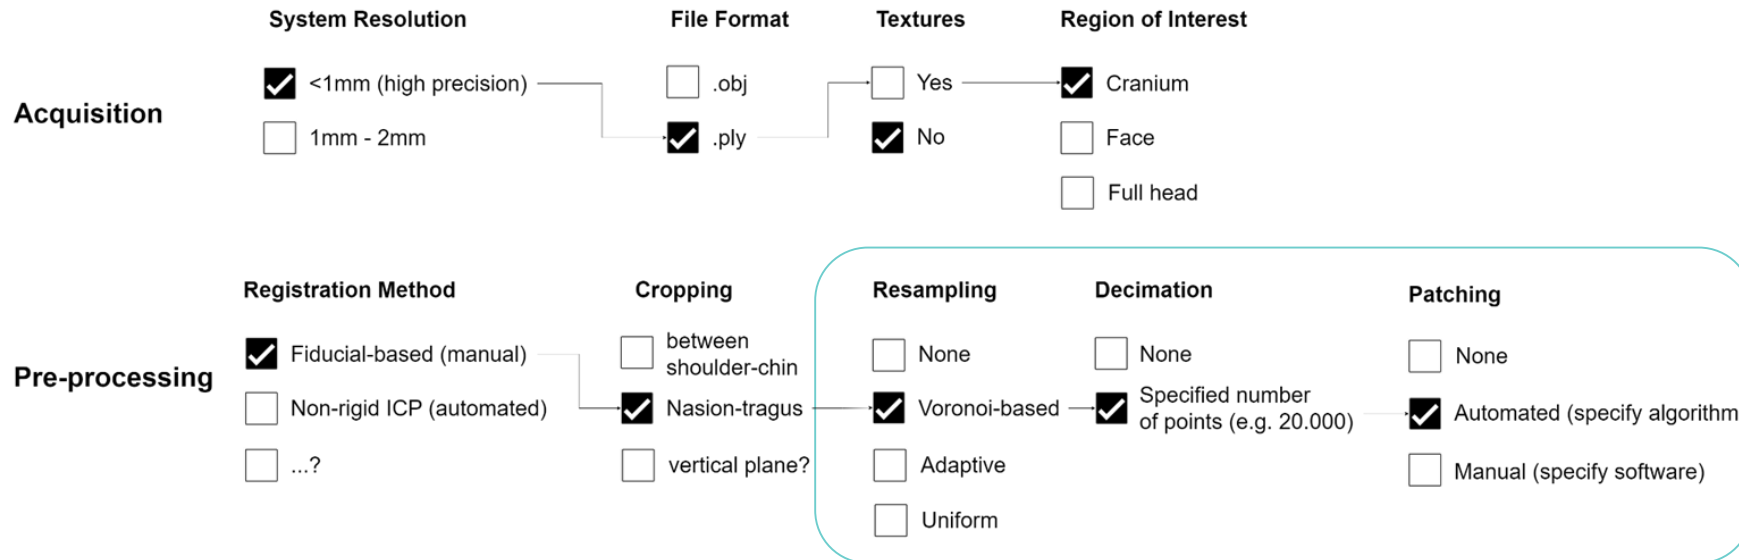 System Resolution
File Format
Textures
Region of Interest
Acquisition
<1mm (high precision)
.obj
Yes
Cranium
1mm - 2mm
.ply
No
Face
Full head
Registration Method
Cropping
Resampling
Decimation
Patching
Pre-processing
Fiducial-based (manual)
between
shoulder-chin
None
None
None
Non-rigid ICP (automated)
Nasion-tragus
Voronoi-based
Specified number
of points (e.g. 20.000)
Automated (specify algorithm
...?
vertical plane?
Adaptive
Manual (specify software)
Uniform